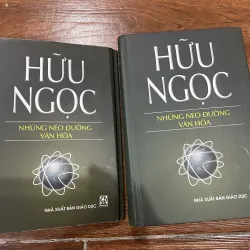 HỮU
NGỌC
NHỮNG NẺO ĐƯỜNG
VĂN HÓA
NHÀ XUẤT BẢN GIÁO DỤC
HỮU
NGỌC
NHỮNG NẺO ĐƯỜNG
VĂN HÓA
NHÀ XUẤT BẢN GIÁO DỤC